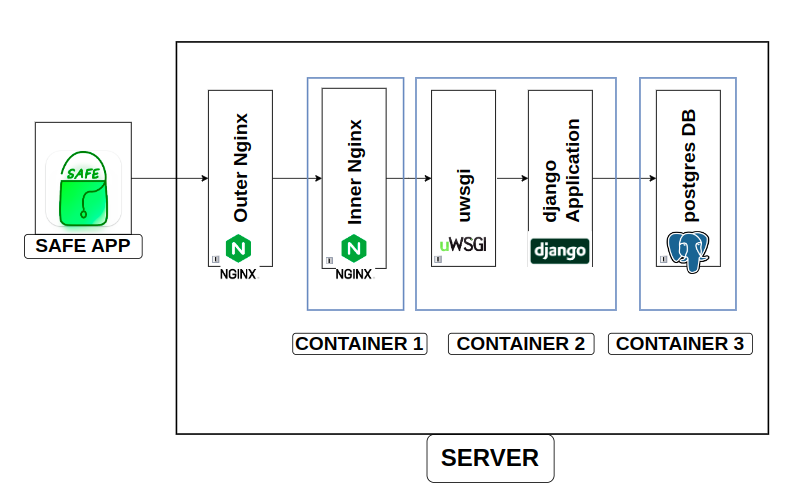 SAFE
SAFE APP
Outer Nginx
NGINX
Inner Nginx
NGINX
uwsgi
uWSGI
django
Application
django
postgres DB
CONTAINER 1
CONTAINER 2
CONTAINER 3
SERVER